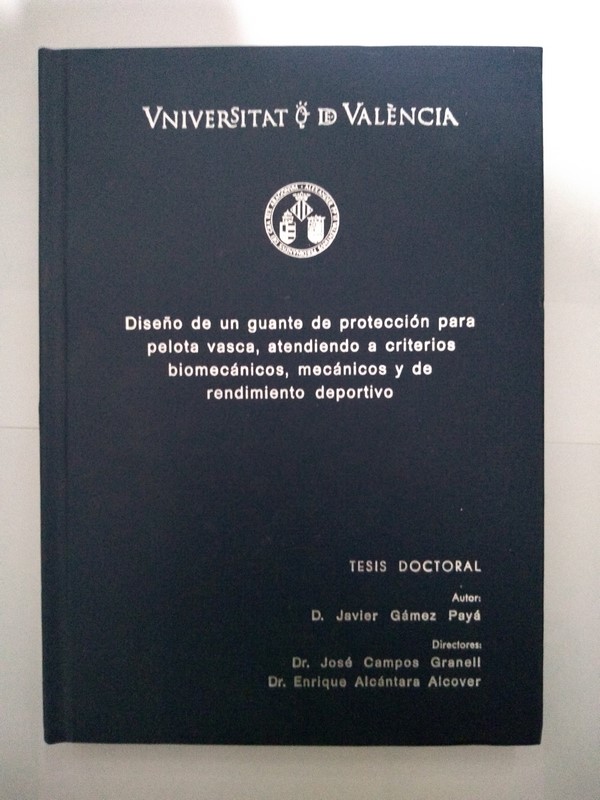 VNIVERSITAT DE VALÈNCIA
Diseño de un guante de protección para
pelota vasca, atendiendo a criterios
biomecánicos, mecánicos y de
rendimiento deportivo
TESIS DOCTORAL
Autor:
D. Javier Gámez Payá
Directores:
Dr. José Campos Granell
Dr. Enrique Alcántara Alcover